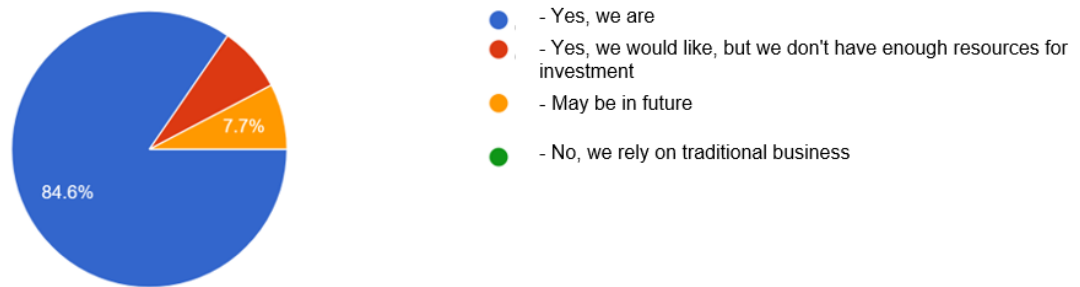 - Yes, we are
- Yes, we would like, but we don't have enough resources for
investment
7.7%
- May be in future
84.6%
- No, we rely on traditional business